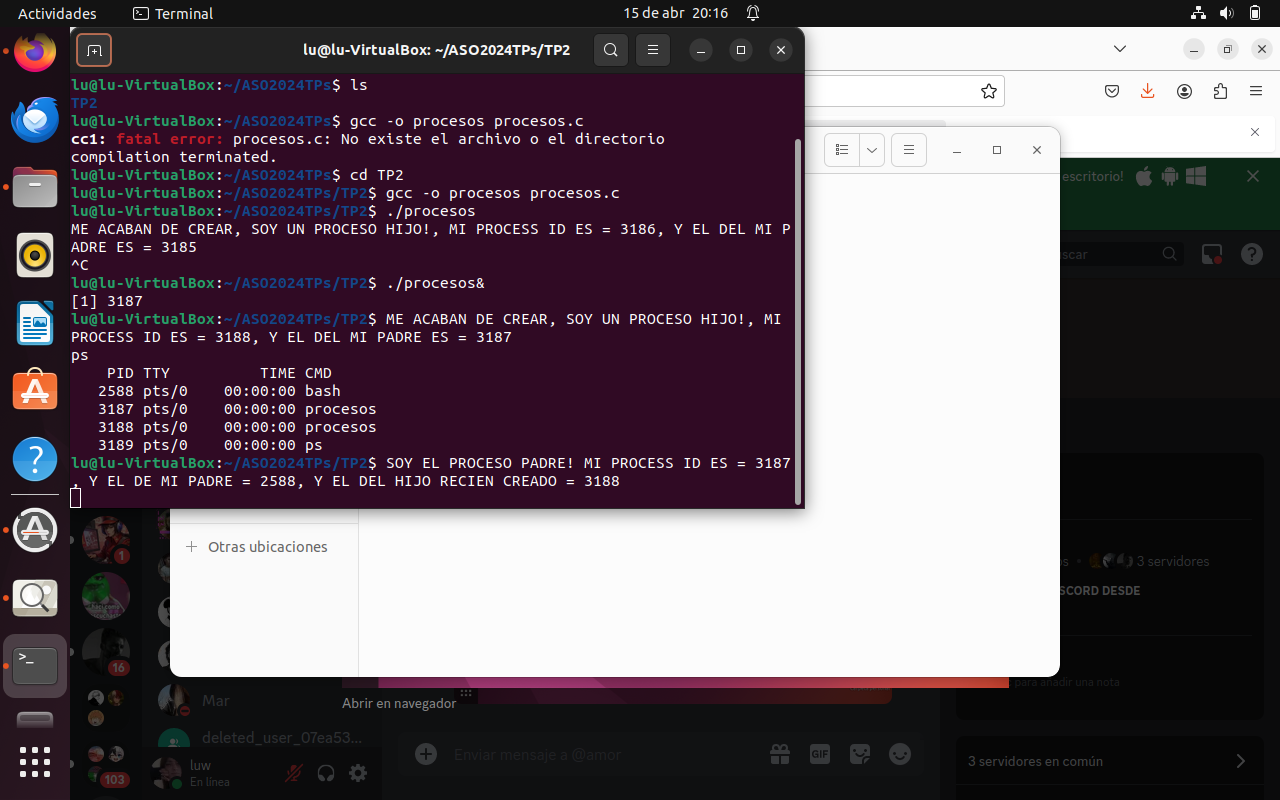 Actividades
Terminal
15 de abr 20:16
lu@lu-VirtualBox: ~/ASO2024TPs/TP2
lu@lu-VirtualBox:~/ASO2024TPs$ ls
TP2
lu@lu-VirtualBox:~/ASO2024TPs$ gcc -o procesos procesos.c
cc1: fatal error: procesos.c: No existe el archivo o el directorio
compilation terminated.
lu@lu-VirtualBox:~/ASO2024TPs$ cd TP2
lu@lu-VirtualBox:~/ASO2024TPs/TP2$ gcc -o procesos procesos.c
lu@lu-VirtualBox:~/ASO2024TPs/TP2$ ./procesos
ME ACABAN DE CREAR, SOY UN PROCESO HIJO!, MI PROCESS ID ES = 3186, Y EL DEL MI P
ADRE ES = 3185
^C
lu@lu-VirtualBox:~/ASO2024TPs/TP2$ ./procesos&
[1] 3187
lu@lu-VirtualBox:~/ASO2024TPs/TP2$ ME ACABAN DE CREAR, SOY UN PROCESO HIJO!, MI
PROCESS ID ES = 3188, Y EL DEL MI PADRE ES = 3187
ps
PID TTY TIME CMD
2588 pts/0 00:00:00 bash
3187 pts/0 00:00:00 procesos
3188 pts/0 00:00:00 procesos
3189 pts/0 00:00:00 ps
lu@lu-VirtualBox:~/ASO2024TPs/TP2$ SOY EL PROCESO PADRE! MI PROCESS ID ES = 3187
, Y EL DE MI PADRE = 2588, Y EL DEL HIJO RECIEN CREADO = 3188
escritorio!
scar
Otras ubicaciones
3 servidores
SCORD DESDE
para añadir una nota
1
16
103
Mar
Abrir en navegador
deleted_user_07ea53...
luw
En línea
Enviar mensaje a @amor
GIF
3 servidores en común